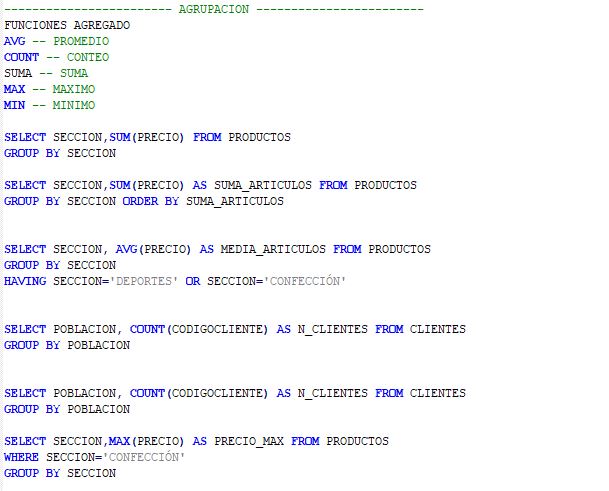 ------------------------ AGRUPACION ------------------------
FUNCIONES AGREGADO
AVG -- PROMEDIO
COUNT -- CONTEO
SUMA -- SUMA
MAX -- MAXIMO
MIN -- MINIMO
SELECT SECCION,SUM(PRECIO) FROM PRODUCTOS
GROUP BY SECCION
SELECT SECCION,SUM(PRECIO) AS SUMA_ARTICULOS FROM PRODUCTOS
GROUP BY SECCION ORDER BY SUMA_ARTICULOS
SELECT SECCION, AVG(PRECIO) AS MEDIA_ARTICULOS FROM PRODUCTOS
GROUP BY SECCION
HAVING SECCION='DEPORTES' OR SECCION='CONFECCIÓN'
SELECT POBLACION, COUNT(CODIGOCLIENTE) AS N_CLIENTES FROM CLIENTES
GROUP BY POBLACION
SELECT POBLACION, COUNT(CODIGOCLIENTE) AS N_CLIENTES FROM CLIENTES
GROUP BY POBLACION
SELECT SECCION,MAX(PRECIO) AS PRECIO_MAX FROM PRODUCTOS
WHERE SECCION='CONFECCIÓN'
GROUP BY SECCION